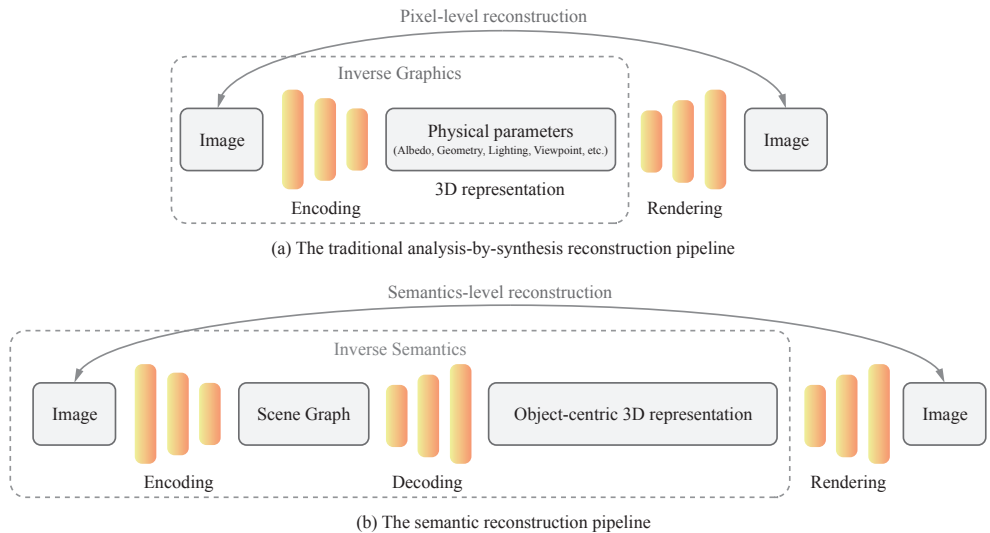 Pixel-level reconstruction
Inverse Graphics
Image
Physical parameters
(Albedo, Geometry, Lighting, Viewpoint, etc.)
Image
3D representation
Encoding
Rendering
(a) The traditional analysis-by-synthesis reconstruction pipeline
Semantics-level reconstruction
Inverse Semantics
Image
Scene Graph
Object-centric 3D representation
Image
Encoding
Decoding
Rendering
(b) The semantic reconstruction pipeline